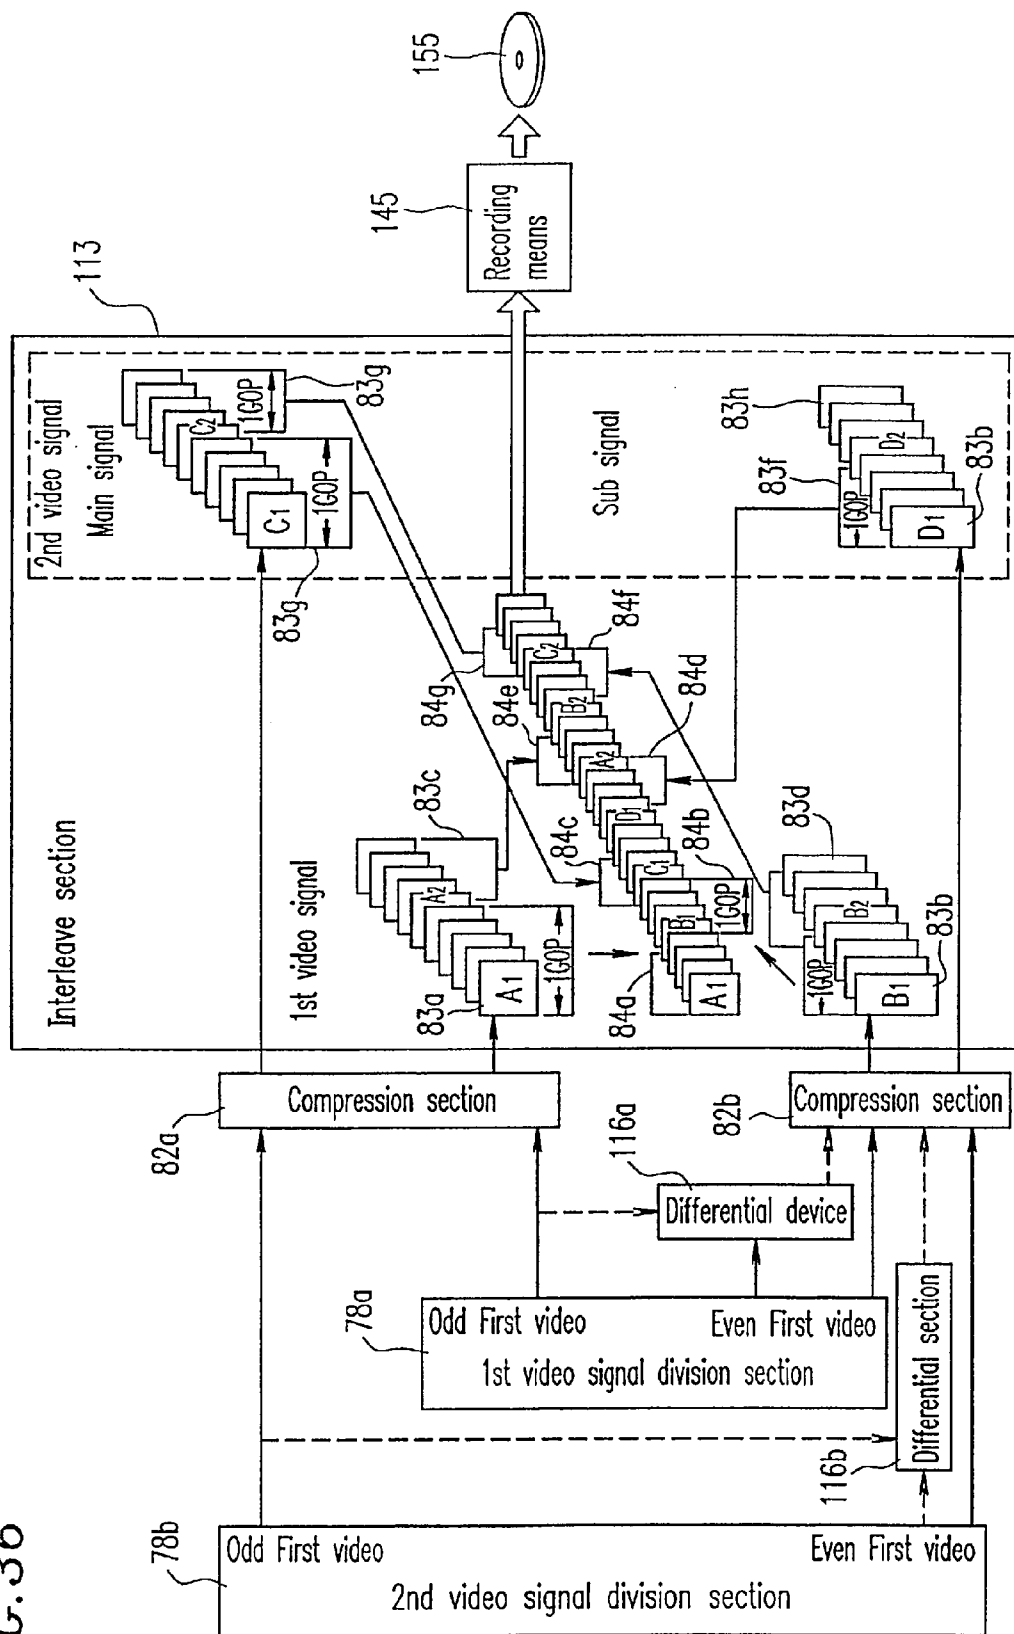 G.36
78b
Odd First video
Even First video
2nd video signal division section
78a
Odd First video
Even First video
1st video signal division section
116a
Differential device
116b
Differential section
82a
Compression section
82b
Compression section
113
Interleave section
1st video signal
83a
A1
A2
1GOP
83c
2nd video signal
Main signal
83g
C1
C2
1GOP
1GOP
83g
84a
84b
84c
84d
84e
84f
84g
A1
B1
C1
D1
A2
B2
C2
1GOP
83b
B1
B2
1GOP
83d
Sub signal
83f
83h
D1
D2
1GOP
83b
145
Recording
means
155